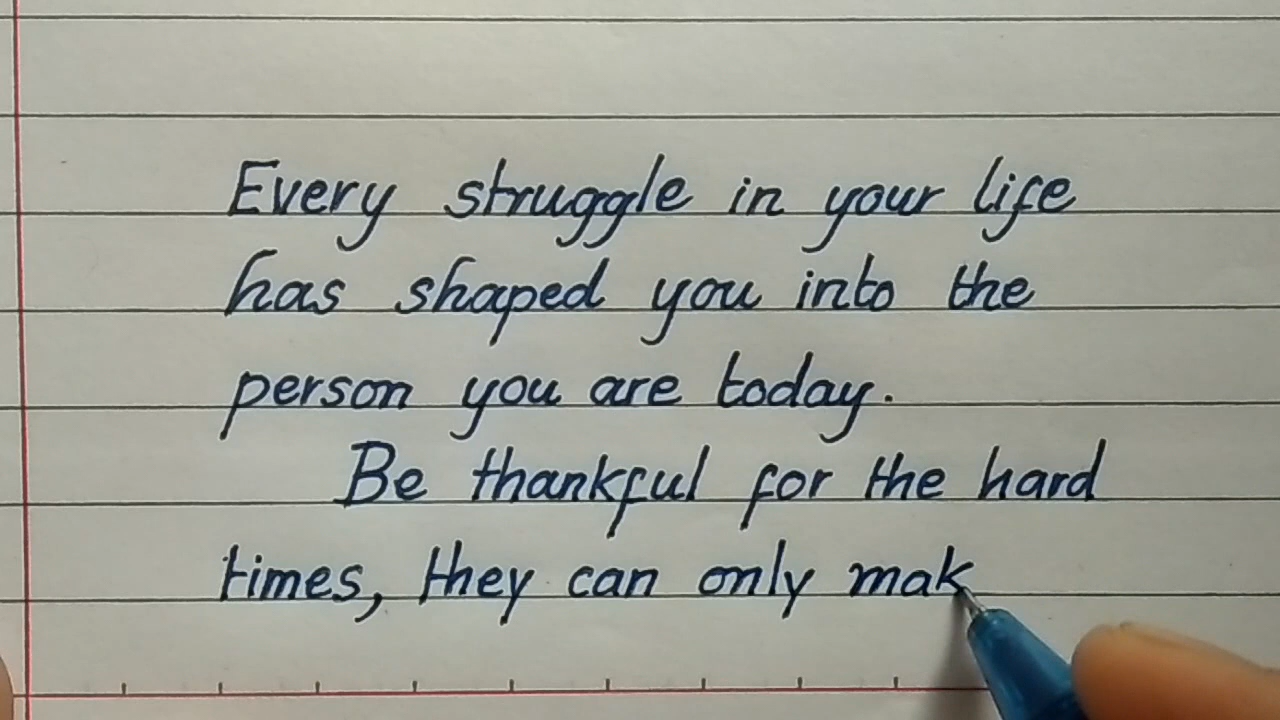 Every struggle in your life
has shaped you into the
person you are today.
Be thankful for the hard
times, they can only mak